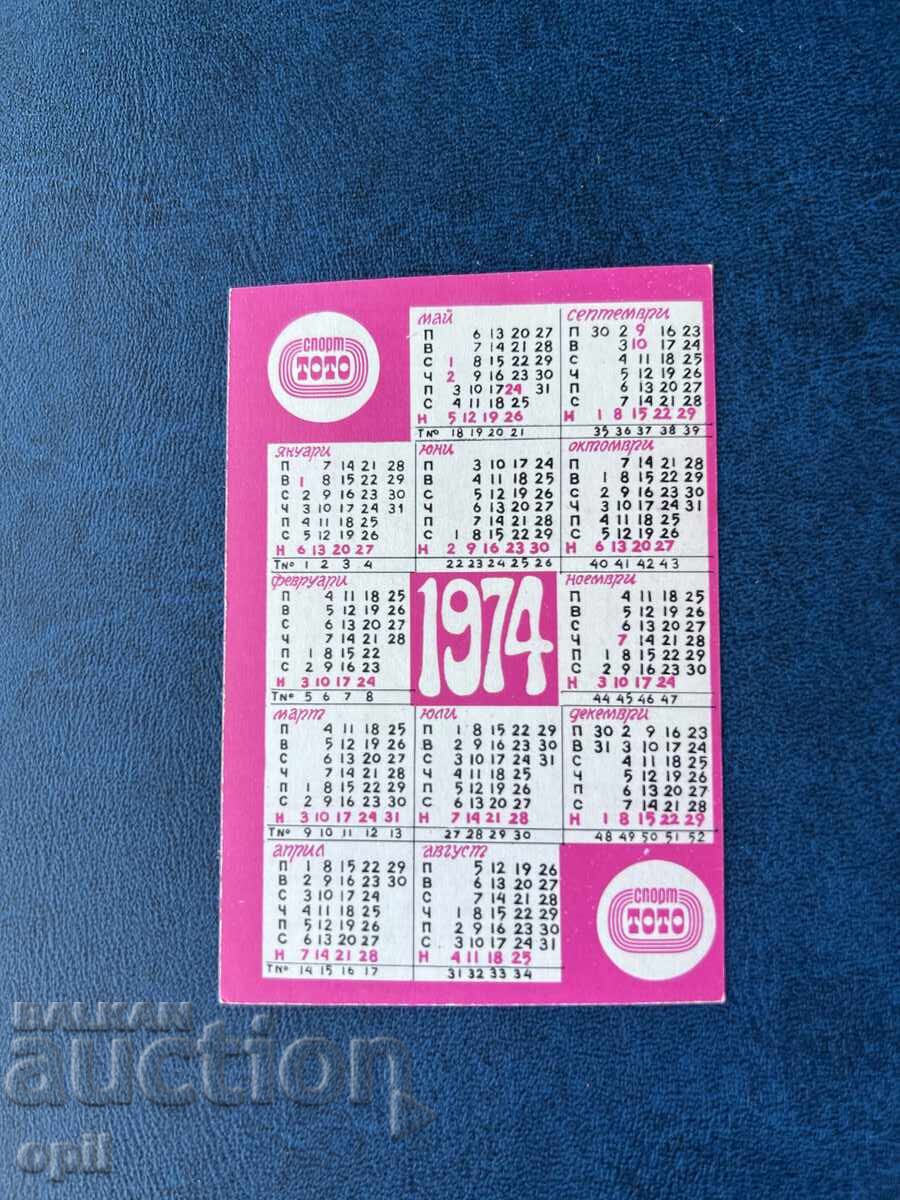 спорт
ТОТО
май
П 6 13 20 27
В 7 14 21 28
С 1 8 15 22 29
Ч 2 9 16 23 30
П 3 10 17 24 31
С 4 11 18 25
Н 5 12 19 26
Т№ 18 19 20 21
септември
П 30 2 9 16 23
В 3 10 17 24
С 4 11 18 25
Ч 5 12 19 26
П 6 13 20 27
С 7 14 21 28
Н 1 8 15 22 29
35 36 37 38 39
януари
П 7 14 21 28
В 1 8 15 22 29
С 2 9 16 23 30
Ч 3 10 17 24 31
П 4 11 18 25
С 5 12 19 26
Н 6 13 20 27
Т№ 1 2 3 4
юни
П 3 10 17 24
В 4 11 18 25
С 5 12 19 26
Ч 6 13 20 27
П 7 14 21 28
С 1 8 15 22 29
Н 2 9 16 23 30
22 23 24 25 26
октомври
П 7 14 21 28
В 1 8 15 22 29
С 2 9 16 23 30
Ч 3 10 17 24 31
П 4 11 18 25
С 5 12 19 26
Н 6 13 20 27
40 41 42 43
февруари
П 4 11 18 25
В 5 12 19 26
С 6 13 20 27
Ч 7 14 21 28
П 1 8 15 22
С 2 9 16 23
Н 3 10 17 24
Т№ 5 6 7 8
1974
ноември
П 4 11 18 25
В 5 12 19 26
С 6 13 20 27
Ч 7 14 21 28
П 1 8 15 22 29
С 2 9 16 23 30
Н 3 10 17 24
44 45 46 47
март
П 4 11 18 25
В 5 12 19 26
С 6 13 20 27
Ч 7 14 21 28
П 1 8 15 22 29
С 2 9 16 23 30
Н 3 10 17 24 31
Т№ 9 10 11 12 13
юли
П 1 8 15 22 29
В 2 9 16 23 30
С 3 10 17 24 31
Ч 4 11 18 25
П 5 12 19 26
С 6 13 20 27
Н 7 14 21 28
27 28 29 30
декември
П 30 2 9 16 23
В 31 3 10 17 24
С 4 11 18 25
Ч 5 12 19 26
П 6 13 20 27
С 7 14 21 28
Н 1 8 15 22 29
48 49 50 51 52
април
П 1 8 15 22 29
В 2 9 16 23 30
С 3 10 17 24
Ч 4 11 18 25
П 5 12 19 26
С 6 13 20 27
Н 7 14 21 28
Т№ 14 15 16 17
август
П 5 12 19 26
В 6 13 20 27
С 7 14 21 28
Ч 1 8 15 22 29
П 2 9 16 23 30
С 3 10 17 24 31
Н 4 11 18 25
31 32 33 34
спорт
ТОТО
BALKAN
auction
opil